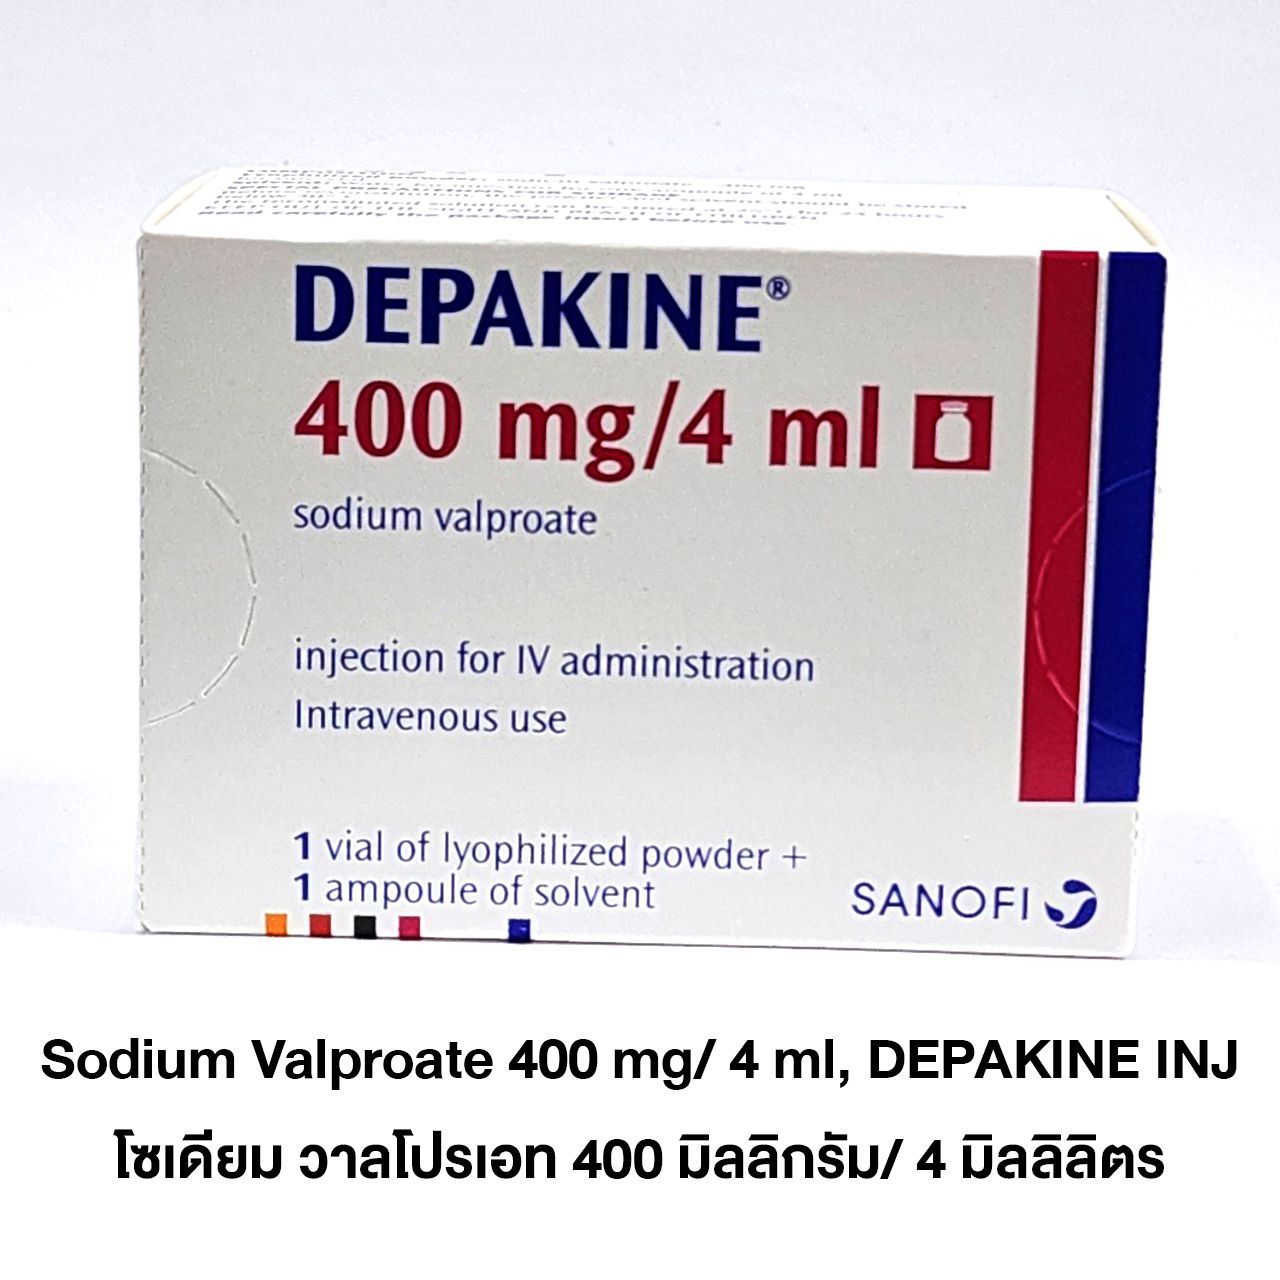 DEPAKINE®
400 mg/4 ml
sodium valproate
injection for IV administration
Intravenous use
1 vial of lyophilized powder +
1 ampoule of solvent
SANOFI
Sodium Valproate 400 mg/ 4 ml, DEPAKINE INJ
โซเดียม วาลโปรเอท 400 มิลลิกรัม/ 4 มิลลิลิตร